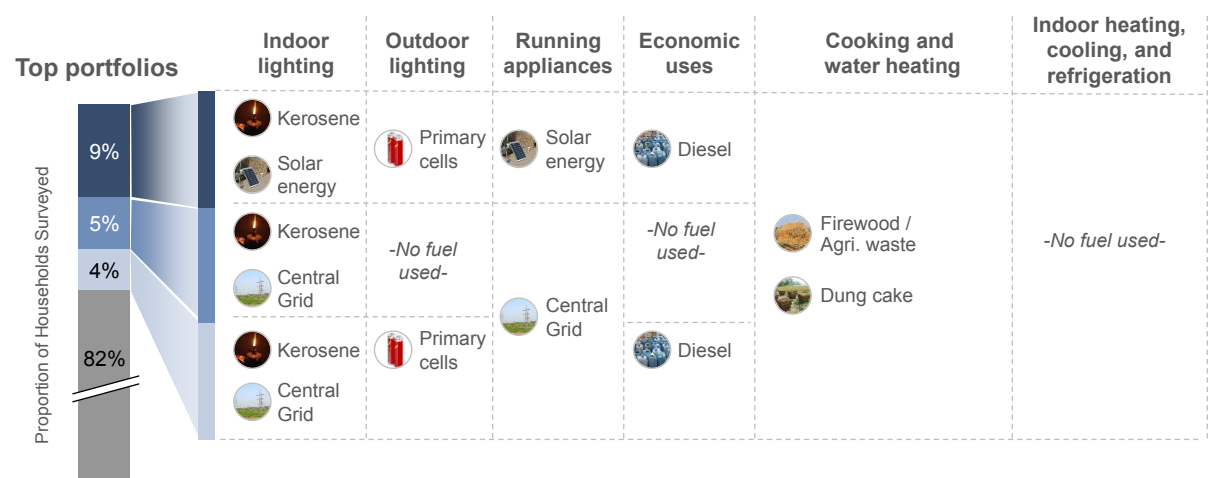 Top portfolios
Indoor
lighting
Outdoor
lighting
Running
appliances
Economic
uses
Cooking and
water heating
Indoor heating,
cooling, and
refrigeration
Proportion of Households Surveyed
9%
5%
4%
82%
Kerosene
Solar
energy
Primary
cells
Solar
energy
Diesel
Kerosene
Central
Grid
-No fuel
used-
Central
Grid
-No fuel
used-
Kerosene
Central
Grid
Primary
cells
Diesel
Firewood /
Agri. waste
Dung cake
-No fuel used-